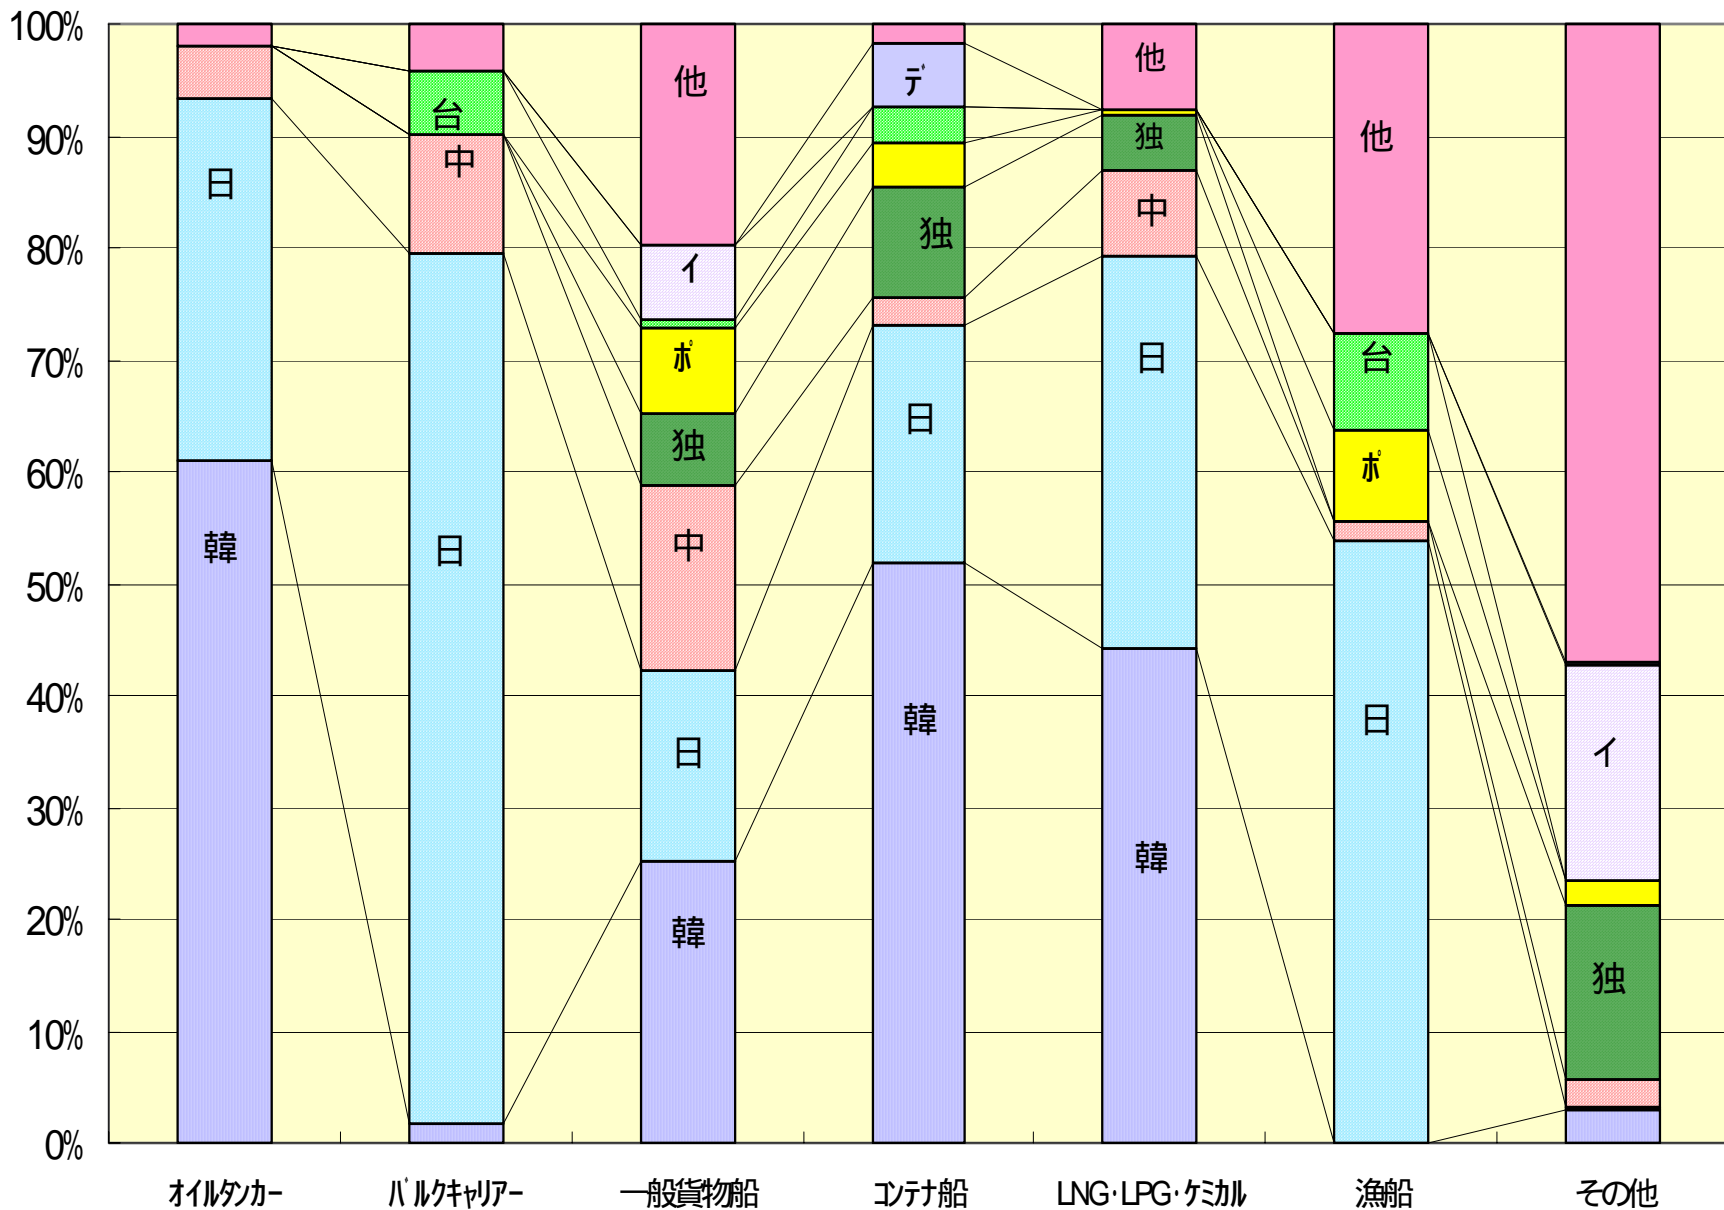 100%
90%
80%
70%
60%
50%
40%
30%
20%
10%
0%
日
韓
台
中
日
他
イ
ポ
独
中
日
韓
デ
独
日
韓
他
独
中
日
韓
他
台
ポ
日
イ
独
オイルタンカー
バルクキャリアー
一般貨物船
コンテナ船
LNG・LPG・ケミカル
漁船
その他